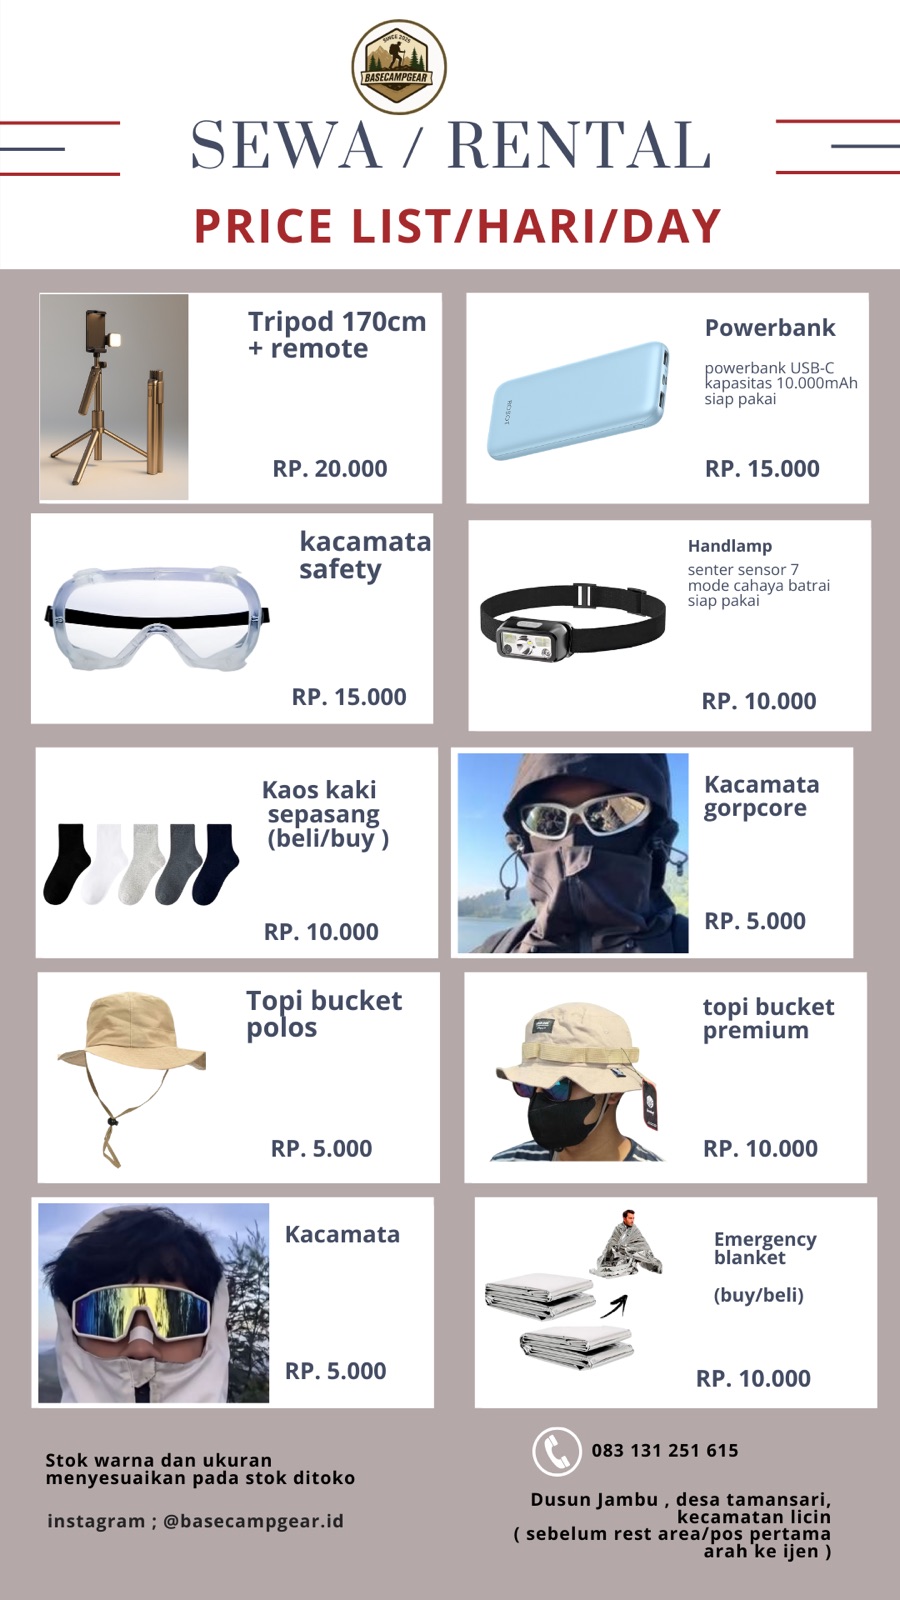 SINCE 2025
BASECAMPGEAR
SEWA / RENTAL
PRICE LIST/HARI/DAY
Tripod 170cm
+ remote
RP. 20.000
Powerbank
powerbank USB-C
kapasitas 10.000mAh
siap pakai
RP. 15.000
kacamata
safety
RP. 15.000
Handlamp
senter sensor 7
mode cahaya batrai
siap pakai
RP. 10.000
Kaos kaki
sepasang
(beli/buy )
RP. 10.000
Kacamata
gorpcore
RP. 5.000
Topi bucket
polos
RP. 5.000
topi bucket
premium
RP. 10.000
Kacamata
RP. 5.000
Emergency
blanket
(buy/beli)
RP. 10.000
Stok warna dan ukuran
menyesuaikan pada stok ditoko
instagram ; @basecampgear.id
083 131 251 615
Dusun Jambu , desa tamansari,
kecamatan licin
( sebelum rest area/pos pertama
arah ke ijen )